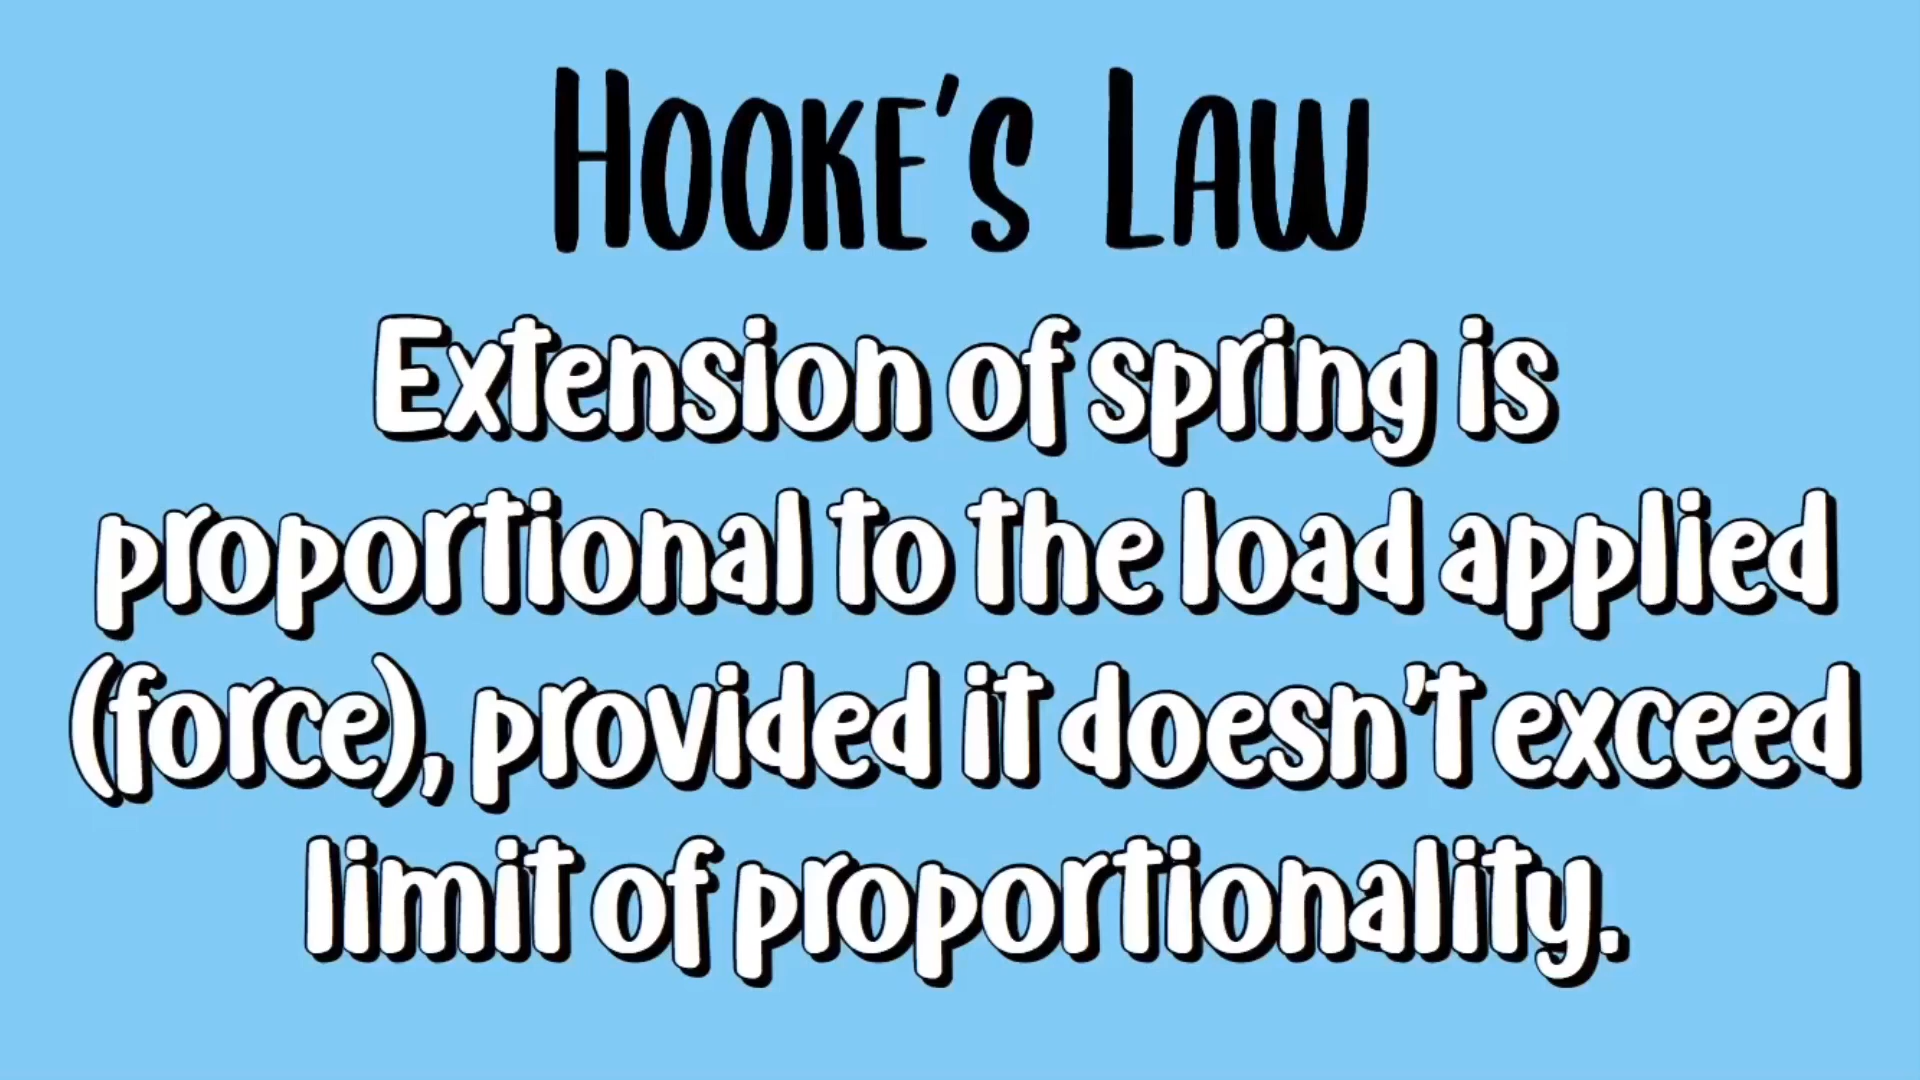 Hooke's Law
Extension of spring is
proportional to the load applied
(force), provided it doesn't exceed
limit of proportionality.